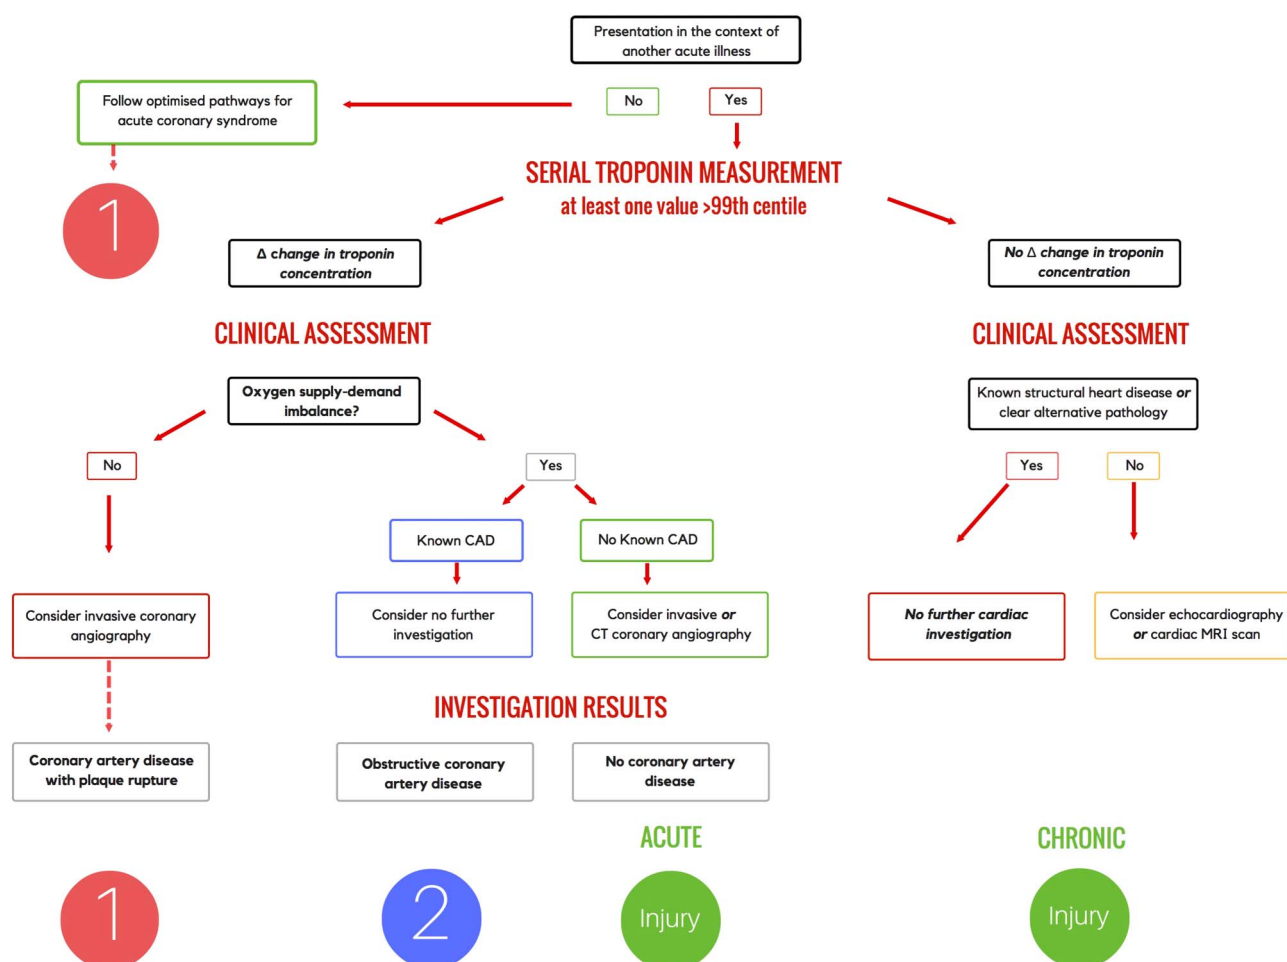 Presentation in the context of
another acute illness
No
Yes
Follow optimised pathways for
acute coronary syndrome
1
SERIAL TROPONIN MEASUREMENT
at least one value >99th centile
Δ change in troponin
concentration
No Δ change in troponin
concentration
CLINICAL ASSESSMENT
CLINICAL ASSESSMENT
Oxygen supply-demand
imbalance?
Known structural heart disease or
clear alternative pathology
No
Yes
Yes
No
Known CAD
No Known CAD
Consider invasive coronary
angiography
Consider no further
investigation
Consider invasive or
CT coronary angiography
No further cardiac
investigation
Consider echocardiography
or cardiac MRI scan
INVESTIGATION RESULTS
Coronary artery disease
with plaque rupture
Obstructive coronary
artery disease
No coronary artery
disease
ACUTE
CHRONIC
1
2
Injury
Injury